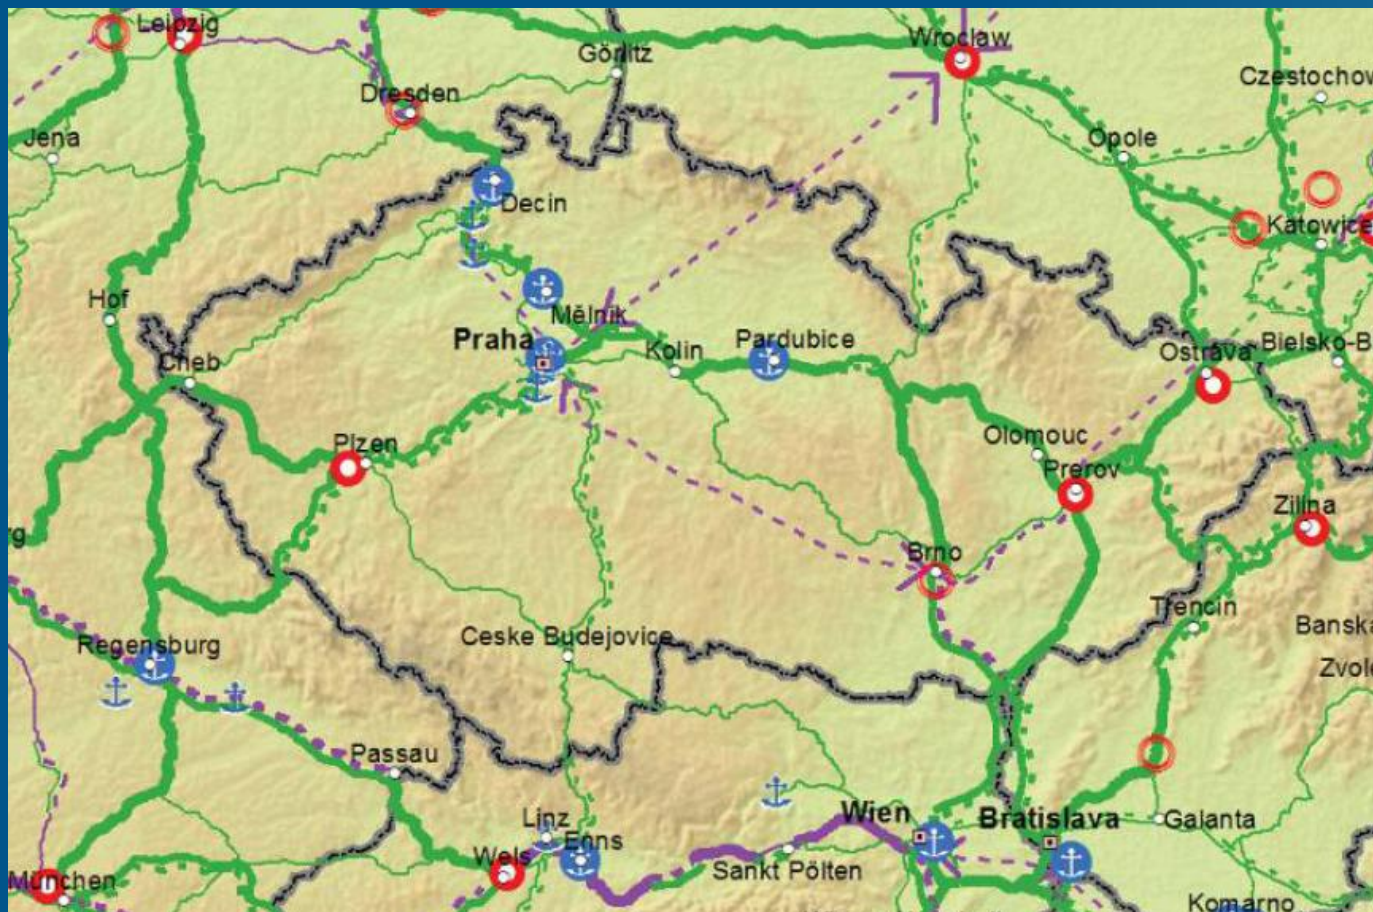 Leipzig
Wroclaw
Görlitz
Czestochow
Dresden
Jena
Opole
Decin
Katowice
Hof
Mělnik
Praha
Kolin
Pardubice
Ostrava
Bielsko-B
Cheb
Plzen
Olomouc
Prerov
Zilina
rg
Brno
Trencin
Regensburg
Ceske Budejovice
Banska
Zvole
Passau
Linz
Enns
Wien
Bratislava
Galanta
Wels
Sankt Pölten
München
Komarno